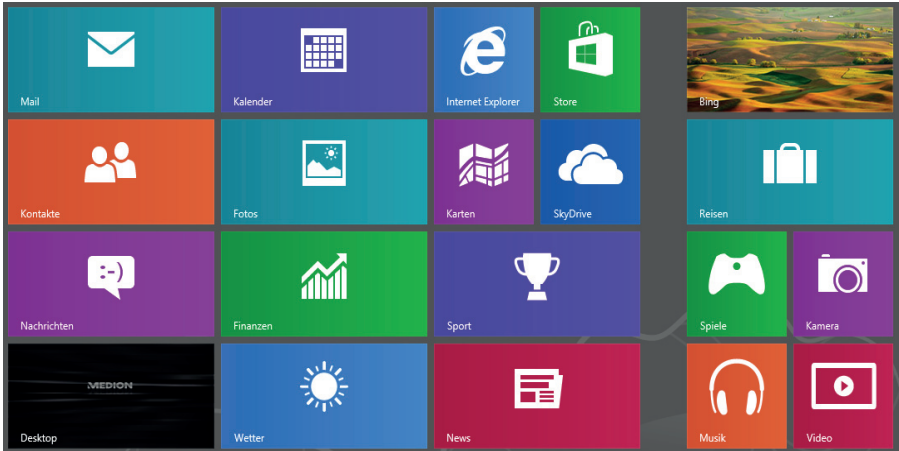 Mail
Kalender
Internet Explorer
Store
Bing
Kontakte
Fotos
Karten
SkyDrive
Reisen
:-)
Nachrichten
Finanzen
Sport
Spiele
Kamera
MEDION
Desktop
Wetter
News
Musik
Video